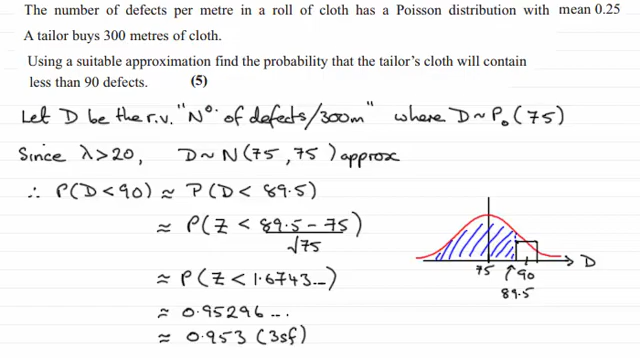 The number of defects per metre in a roll of cloth has a Poisson distribution with mean 0.25
A tailor buys 300 metres of cloth.
Using a suitable approximation find the probability that the tailor's cloth will contain
less than 90 defects. (5)
Let D be the r.v. "No. of defects/300m" where D ~ Po(75)
Since λ>20, D ~ N(75, 75) approx
∴ P(D < 90) ≈ P(D < 89.5)
≈ P(Z < (89.5 - 75)/√75)
≈ P(Z < 1.6743...)
≈ 0.95296...
≈ 0.953 (3sf)
75 ↑ 90 D
89.5